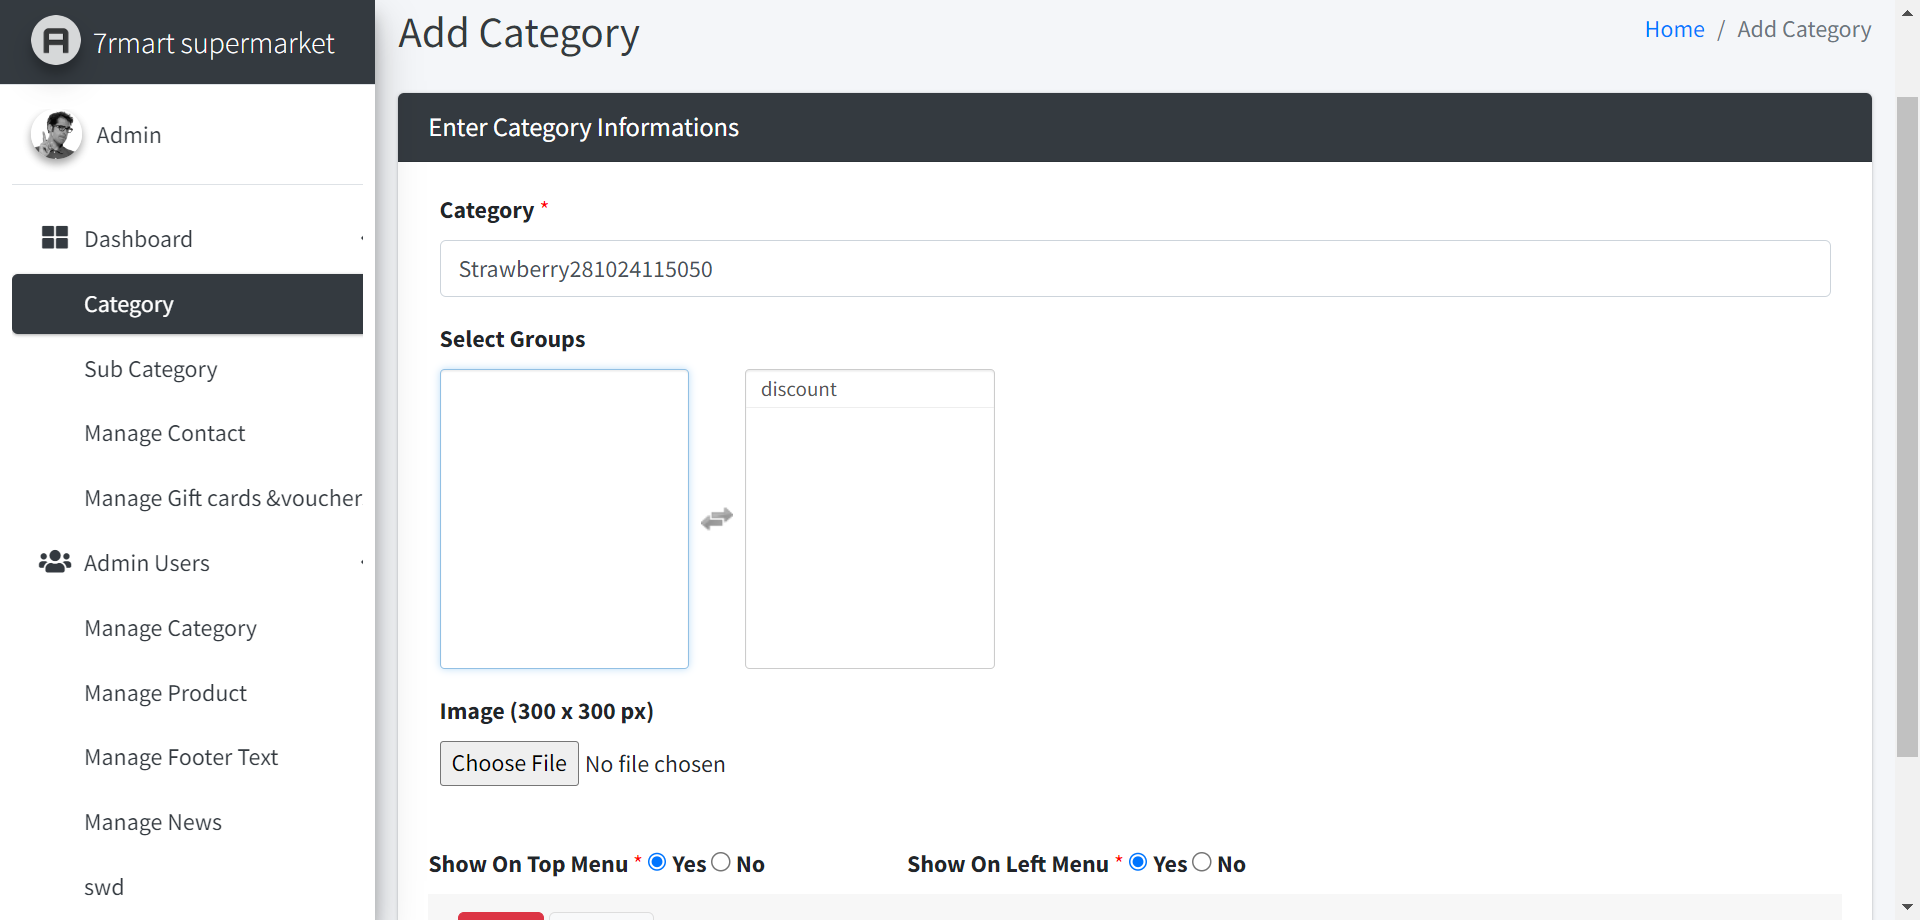 7rmart supermarket
Add Category
Home / Add Category
Admin
Enter Category Informations
Dashboard
Category
Sub Category
Manage Contact
Manage Gift cards &voucher
Admin Users
Manage Category
Manage Product
Manage Footer Text
Manage News
swd
Category *
Strawberry281024115050
Select Groups
discount
Image (300 x 300 px)
Choose File No file chosen
Show On Top Menu * Yes No
Show On Left Menu * Yes No